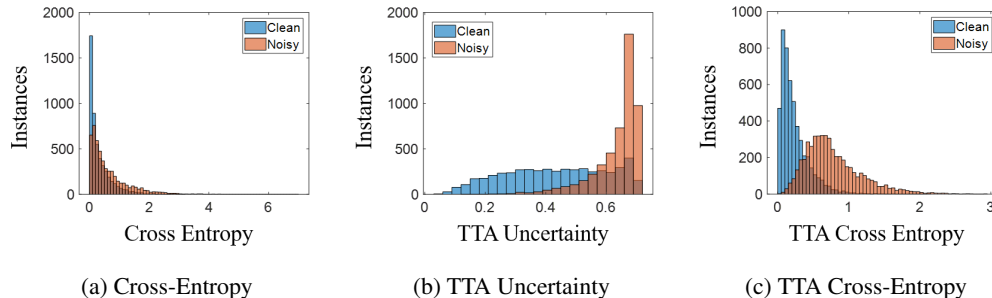 2000
1500
1000
500
0
Instances
Clean
Noisy
0 2 4 6
Cross Entropy
(a) Cross-Entropy
2000
1500
1000
500
0
Instances
Clean
Noisy
0 0.2 0.4 0.6
TTA Uncertainty
(b) TTA Uncertainty
1000
800
600
400
200
0
Instances
Clean
Noisy
0 1 2 3
TTA Cross Entropy
(c) TTA Cross-Entropy